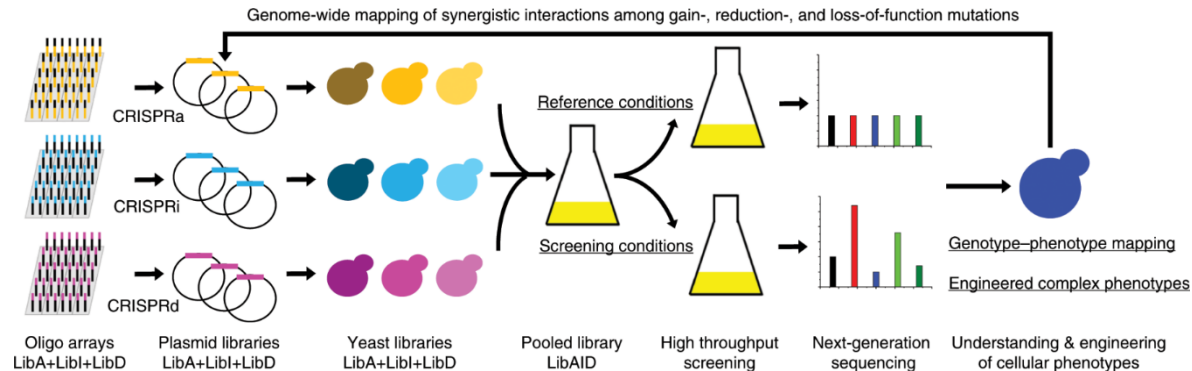 Genome-wide mapping of synergistic interactions among gain-, reduction-, and loss-of-function mutations
CRISPRa
CRISPRi
CRISPRd
Reference conditions
Screening conditions
Genotype–phenotype mapping
Engineered complex phenotypes
Oligo arrays
LibA+LibI+LibD
Plasmid libraries
LibA+LibI+LibD
Yeast libraries
LibA+LibI+LibD
Pooled library
LibAID
High throughput
screening
Next-generation
sequencing
Understanding & engineering
of cellular phenotypes